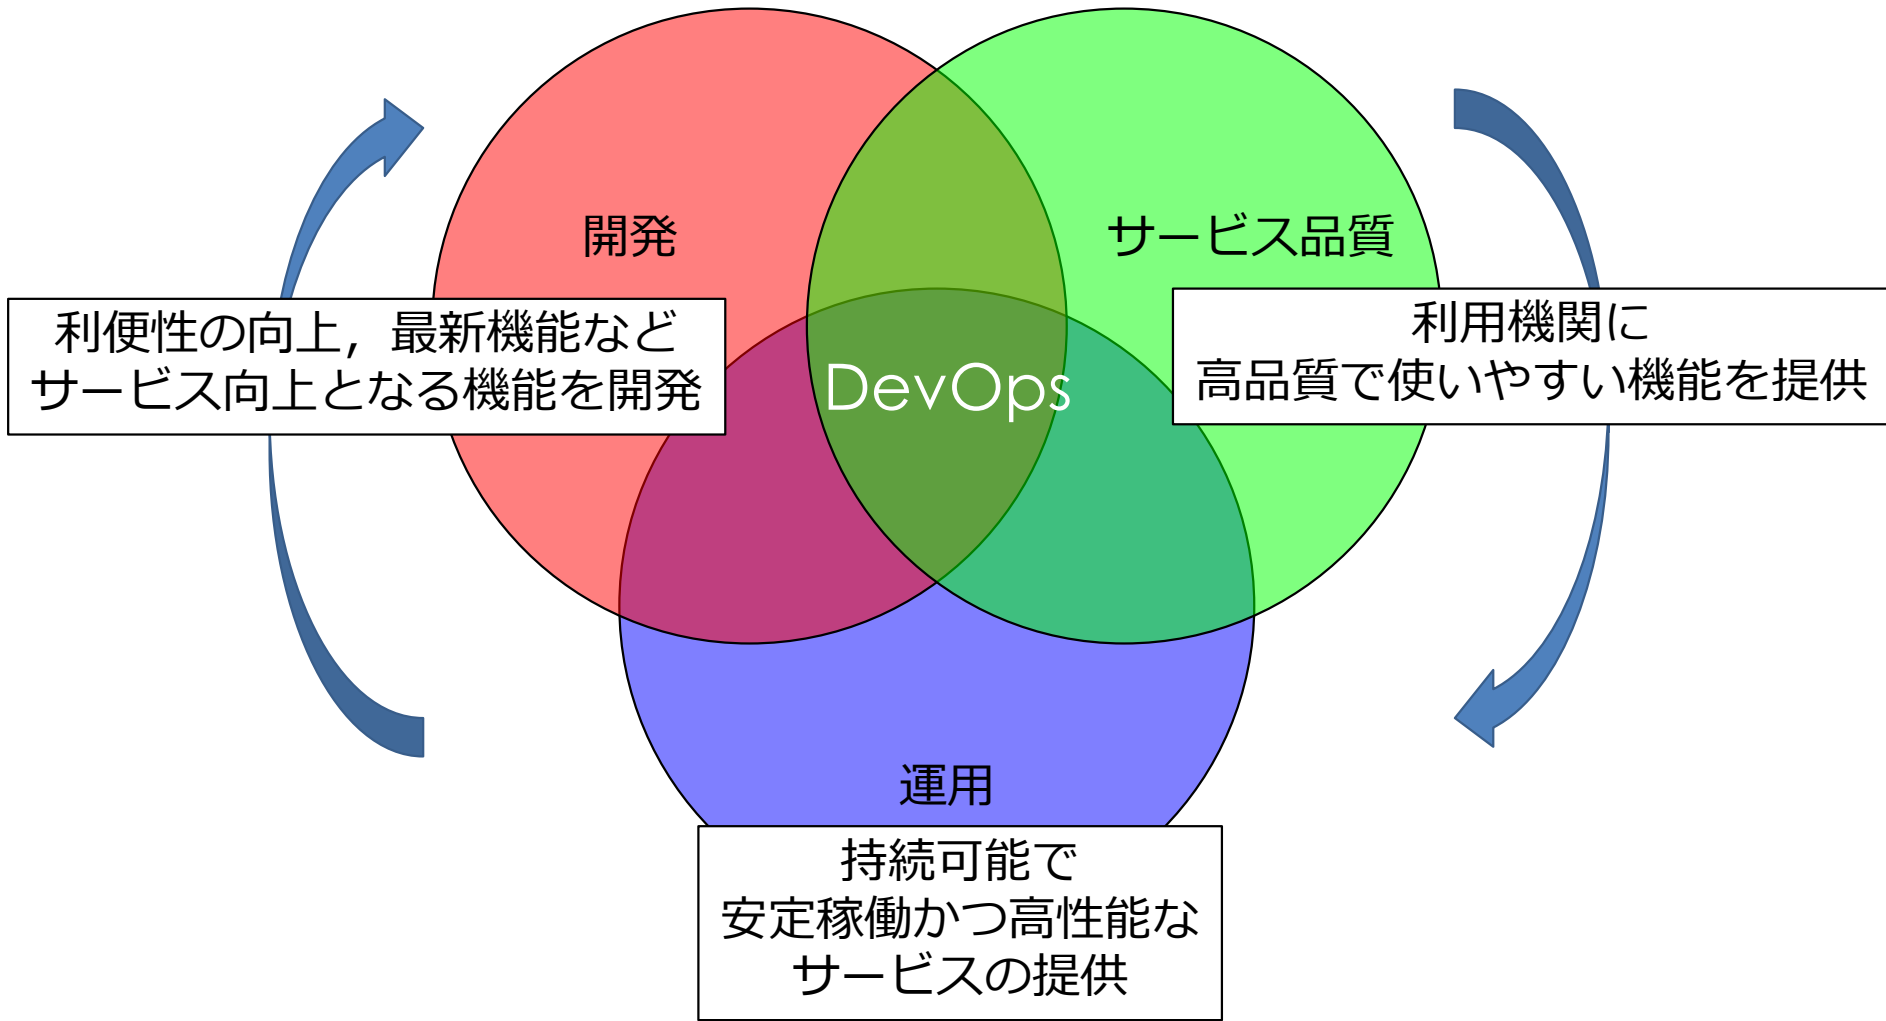 開発
サービス品質
利便性の向上，最新機能など
サービス向上となる機能を開発
利用機関に
高品質で使いやすい機能を提供
DevOps
運用
持続可能で
安定稼働かつ高性能な
サービスの提供